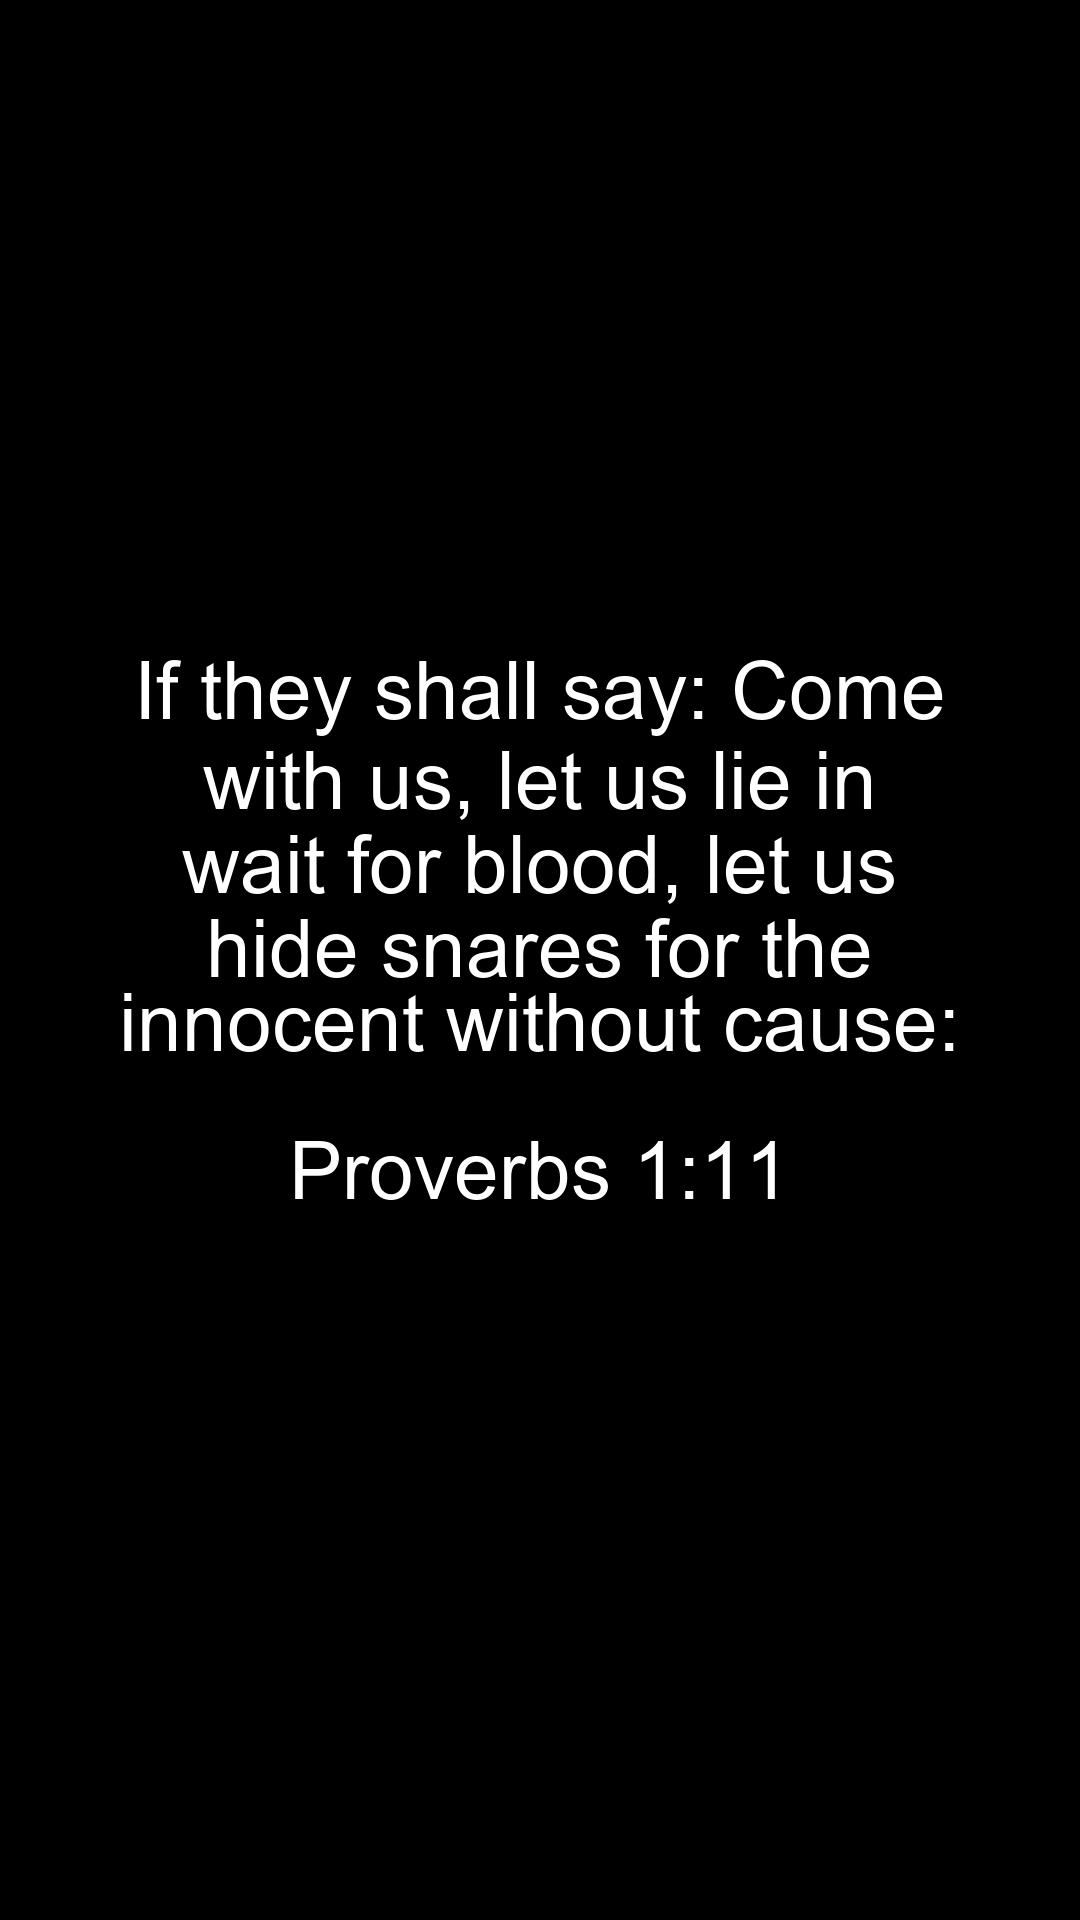 If they shall say: Come
with us, let us lie in
wait for blood, let us
hide snares for the
innocent without cause:
Proverbs 1:11